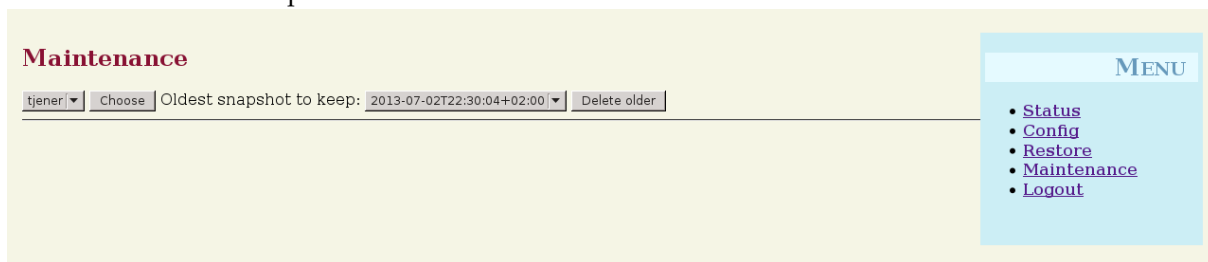 Maintenance
tjener Choose Oldest snapshot to keep: 2013-07-02T22:30:04+02:00 Delete older
MENU
• Status
• Config
• Restore
• Maintenance
• Logout